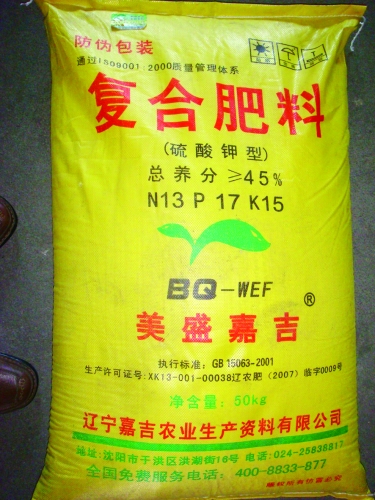 防伪包装
通过ISO9001:2000质量管理体系
复合肥料
(硫酸钾型)
总养分≥45%
N13 P 17 K15
BQ-WEF
®
美盛嘉吉
执行标准: GB 15063-2001
生产许可证号:XK13-001-00038辽农肥(2007)临字0009号
净含量: 50kg
辽宁嘉吉农业生产资料有限公司
地址:沈阳市于洪区洪湖街16号 电话:024-25838817
全国免费服务电话: 400-8833-877